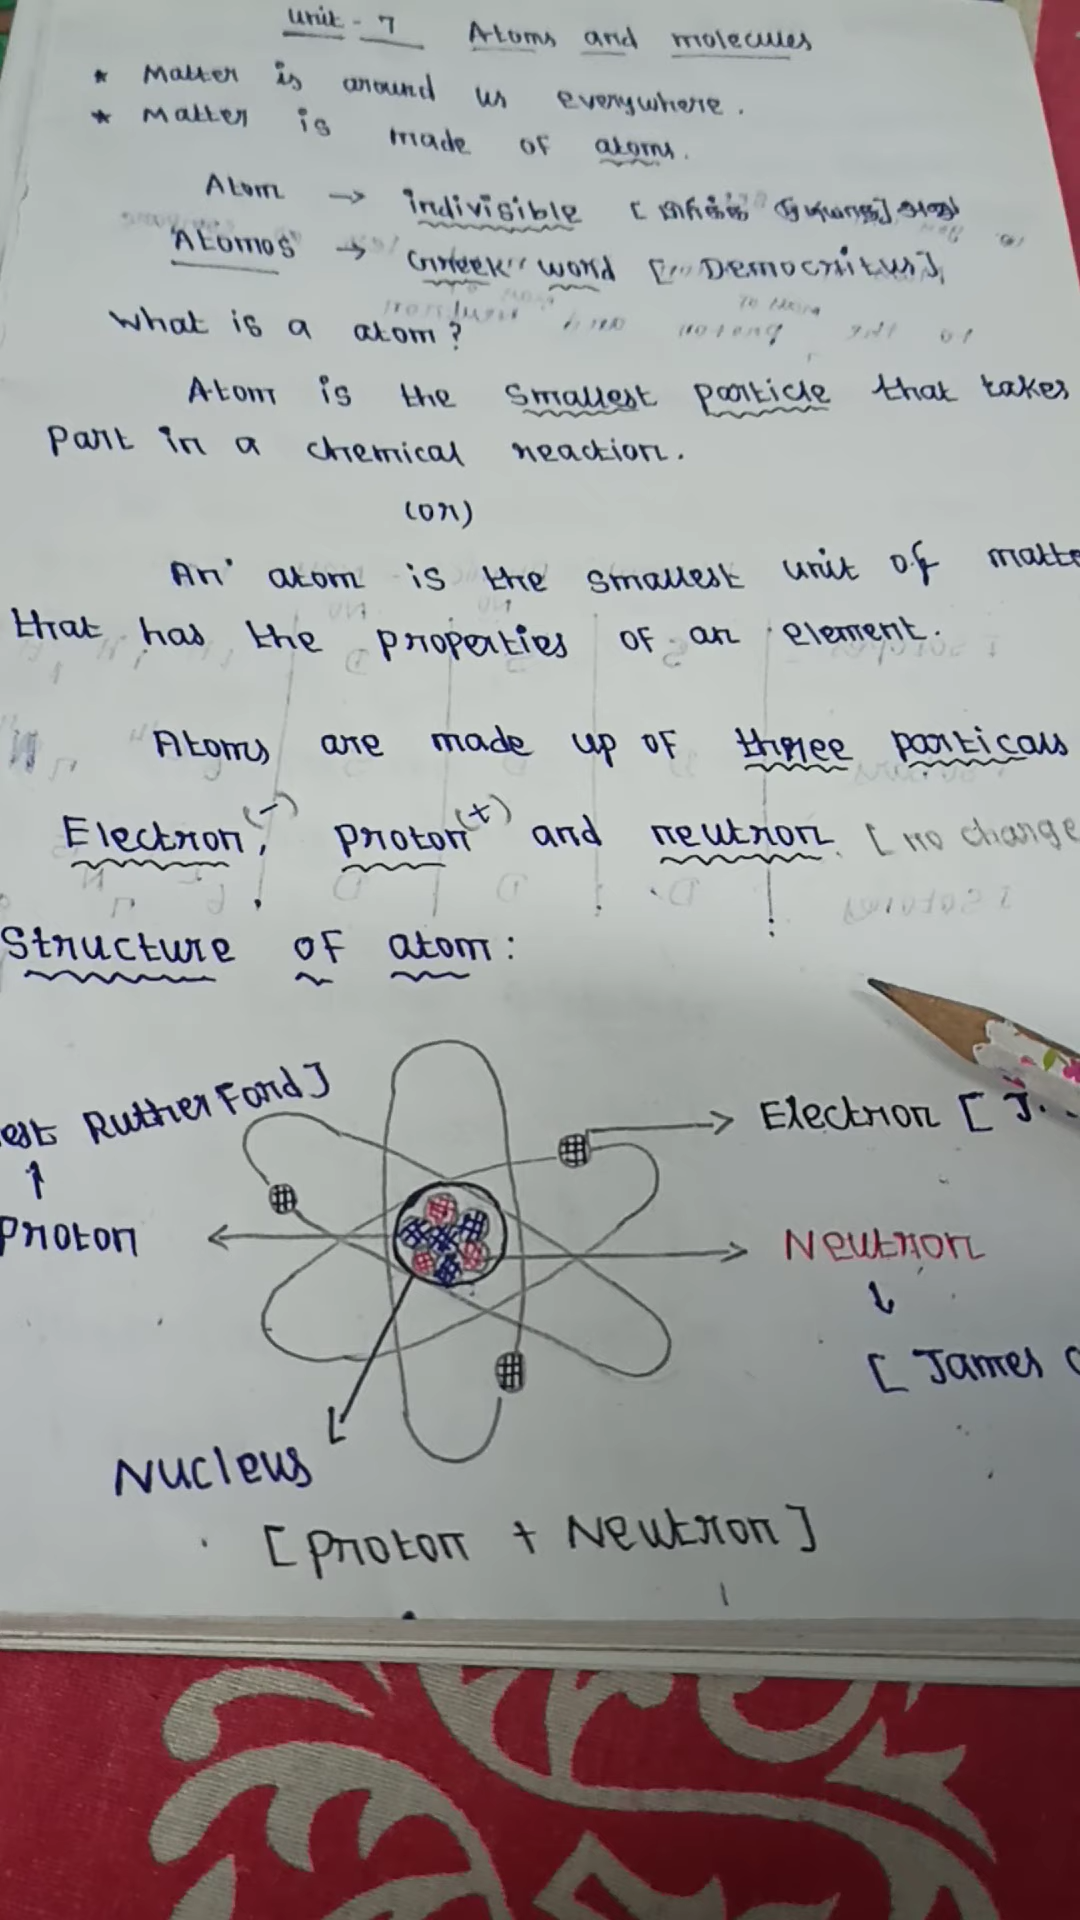 Unit - 7 Atoms and molecules
* Matter is around us everywhere.
* Matter is made of atoms.
Atom → indivisible [பிரிக்க முடியாத] அது
"Atomos" → Greek word [Democritus]
What is a atom?
Atom is the smallest particle that takes
part in a chemical reaction.
(or)
An atom is the smallest unit of matte
that has the properties of an element.
Atoms are made up of three particals
Electron(-), proton(+) and neutron. [no change
Structure of atom:
est RutherFord]
↑
Proton
Electron [J.
Neutron
↓
[James C
Nucleus
[proton + Neutron]